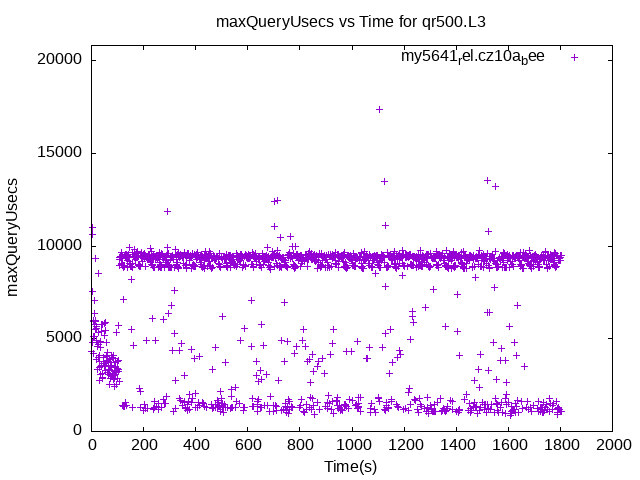 maxQueryUsecs vs Time for qr500.L3
my5641rel.cz10abee
20000
15000
10000
5000
0
maxQueryUsecs
0 200 400 600 800 1000 1200 1400 1600 1800 2000
Time(s)